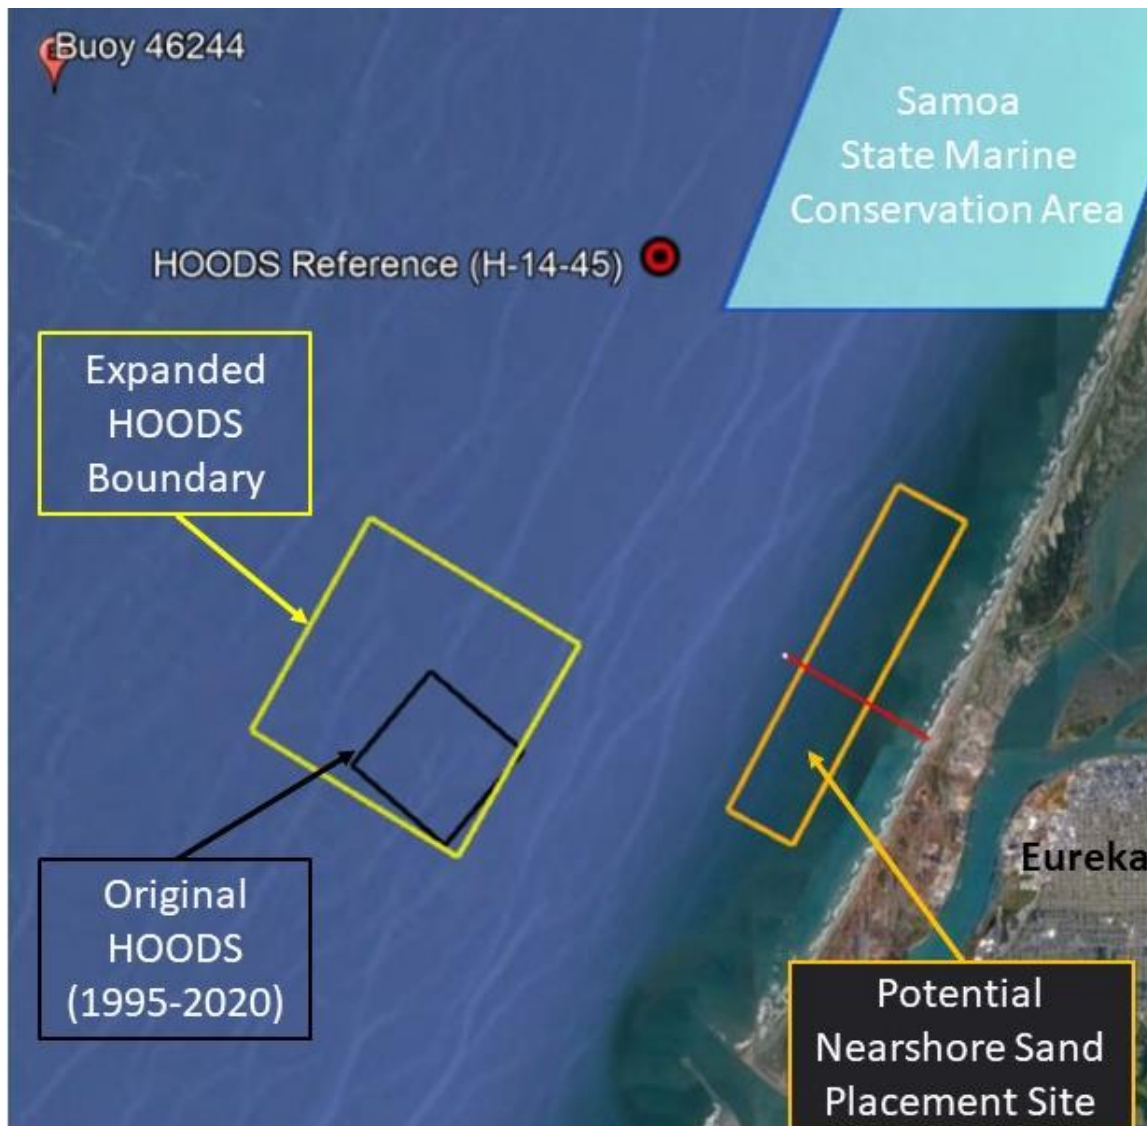 Buoy 46244
Samoa
State Marine
Conservation Area
HOODS Reference (H-14-45)
Expanded
HOODS
Boundary
Eureka
Original
HOODS
(1995-2020)
Potential
Nearshore Sand
Placement Site